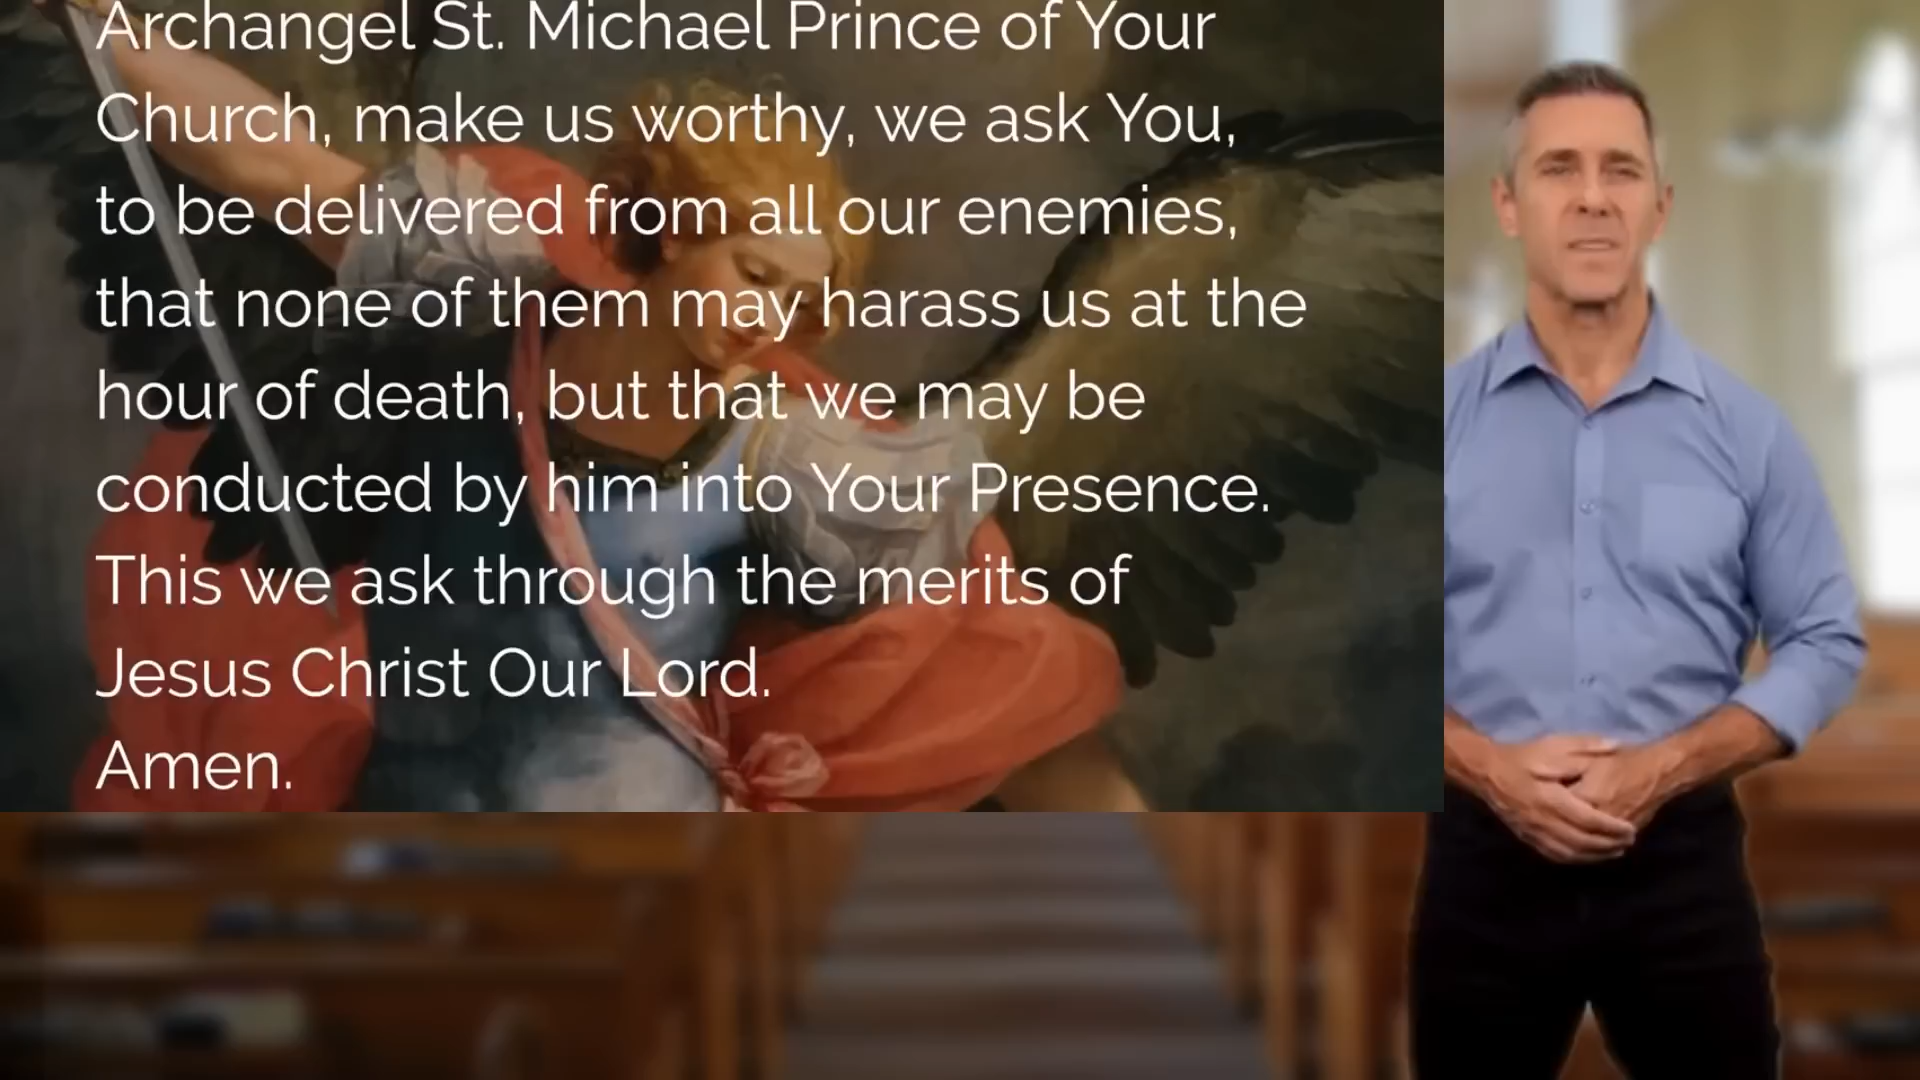 Archangel St. Michael Prince of Your
Church, make us worthy, we ask You,
to be delivered from all our enemies,
that none of them may harass us at the
hour of death, but that we may be
conducted by him into Your Presence.
This we ask through the merits of
Jesus Christ Our Lord.
Amen.